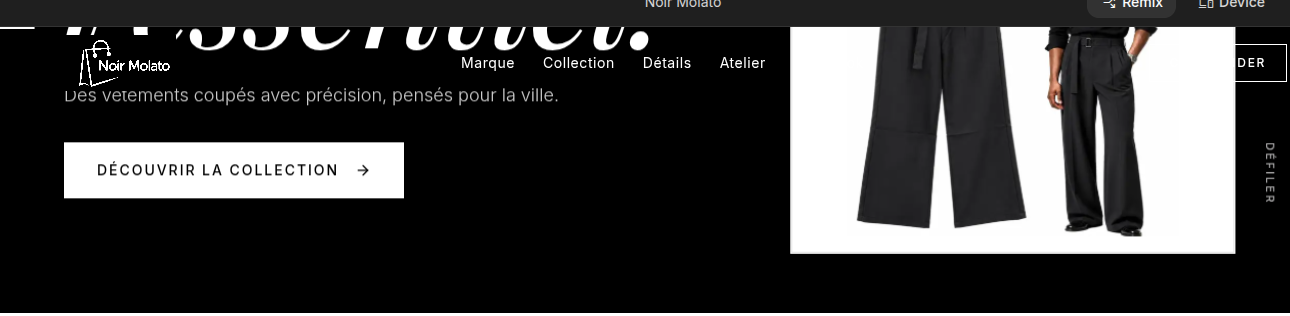 Noir Molato
Remix
Device
l'essentiel.
Noir Molato
Marque
Collection
Détails
Atelier
DER
Des vêtements coupés avec précision, pensés pour la ville.
DÉCOUVRIR LA COLLECTION →
DÉFILER